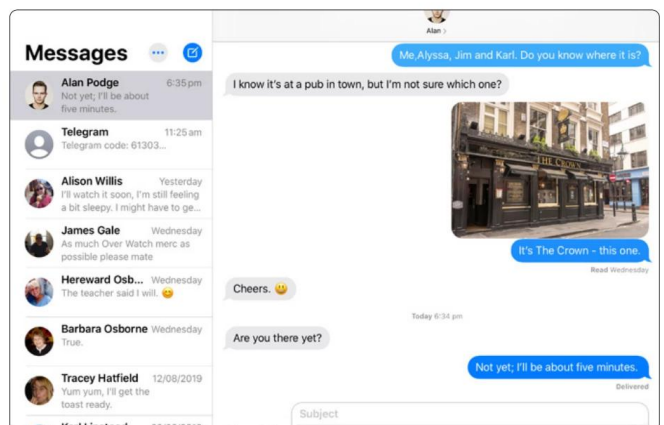 Messages
Alan Podge 6:35 pm
Not yet; I'll be about
five minutes.
Telegram 11:25 am
Telegram code: 61303...
Alison Willis Yesterday
I'll watch it soon, I'm still feeling
a bit sleepy. I might have to ge...
James Gale Wednesday
As much Over Watch merc as
possible please mate
Hereward Osb... Wednesday
The teacher said I will. 😊
Barbara Osborne Wednesday
True.
Tracey Hatfield 12/08/2019
Yum yum, I'll get the
toast ready.
Alan >
Me,Alyssa, Jim and Karl. Do you know where it is?
I know it's at a pub in town, but I'm not sure which one?
THE CROWN
It's The Crown - this one.
Read Wednesday
Cheers. 😃
Today 6:34 pm
Are you there yet?
Not yet; I'll be about five minutes.
Delivered
Subject